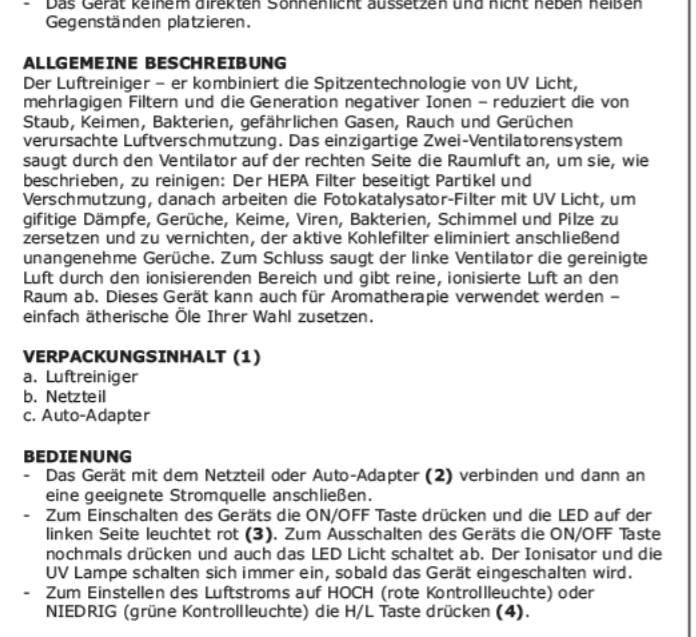 - Das Gerät keinem direkten Sonnenlicht aussetzen und nicht neben heißen
Gegenständen platzieren.
ALLGEMEINE BESCHREIBUNG
Der Luftreiniger – er kombiniert die Spitzentechnologie von UV Licht,
mehrlagigen Filtern und die Generation negativer Ionen – reduziert die von
Staub, Keimen, Bakterien, gefährlichen Gasen, Rauch und Gerüchen
verursachte Luftverschmutzung. Das einzigartige Zwei-Ventilatorensystem
saugt durch den Ventilator auf der rechten Seite die Raumluft an, um sie, wie
beschrieben, zu reinigen: Der HEPA Filter beseitigt Partikel und
Verschmutzung, danach arbeiten die Fotokatalysator-Filter mit UV Licht, um
gifitige Dämpfe, Gerüche, Keime, Viren, Bakterien, Schimmel und Pilze zu
zersetzen und zu vernichten, der aktive Kohlefilter eliminiert anschließend
unangenehme Gerüche. Zum Schluss saugt der linke Ventilator die gereinigte
Luft durch den ionisierenden Bereich und gibt reine, ionisierte Luft an den
Raum ab. Dieses Gerät kann auch für Aromatherapie verwendet werden –
einfach ätherische Öle Ihrer Wahl zusetzen.
VERPACKUNGSINHALT (1)
a. Luftreiniger
b. Netzteil
c. Auto-Adapter
BEDIENUNG
- Das Gerät mit dem Netzteil oder Auto-Adapter (2) verbinden und dann an
eine geeignete Stromquelle anschließen.
- Zum Einschalten des Geräts die ON/OFF Taste drücken und die LED auf der
linken Seite leuchtet rot (3). Zum Ausschalten des Geräts die ON/OFF Taste
nochmals drücken und auch das LED Licht schaltet ab. Der Ionisator und die
UV Lampe schalten sich immer ein, sobald das Gerät eingeschalten wird.
- Zum Einstellen des Luftstroms auf HOCH (rote Kontrollleuchte) oder
NIEDRIG (grüne Kontrollleuchte) die H/L Taste drücken (4).